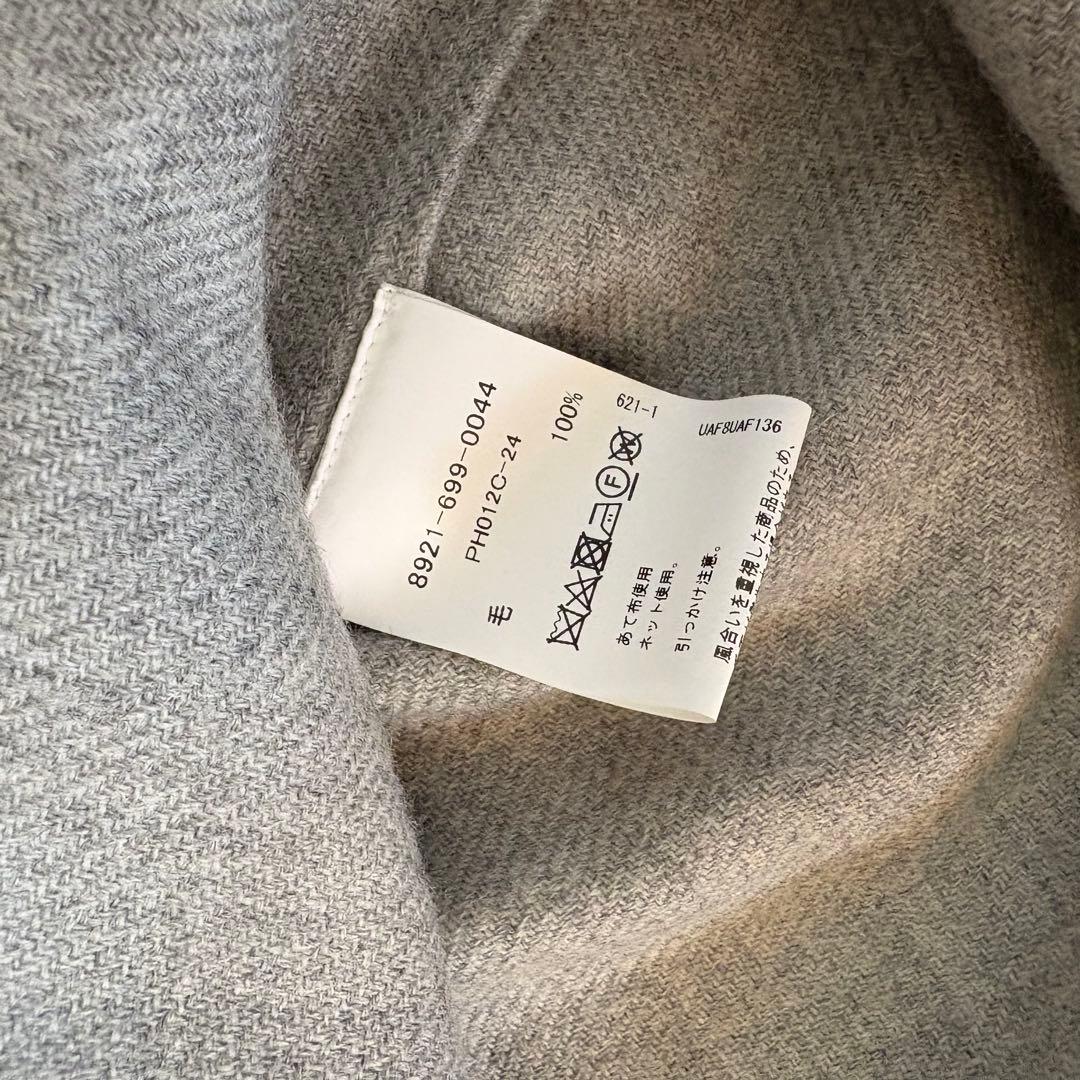 8921-699-0044
PH012C-24
毛 100%
621-1
F
あて布使用
ネット使用。
引っかけ注意。
UAF8UAF136
風合いを重視した商品のため、